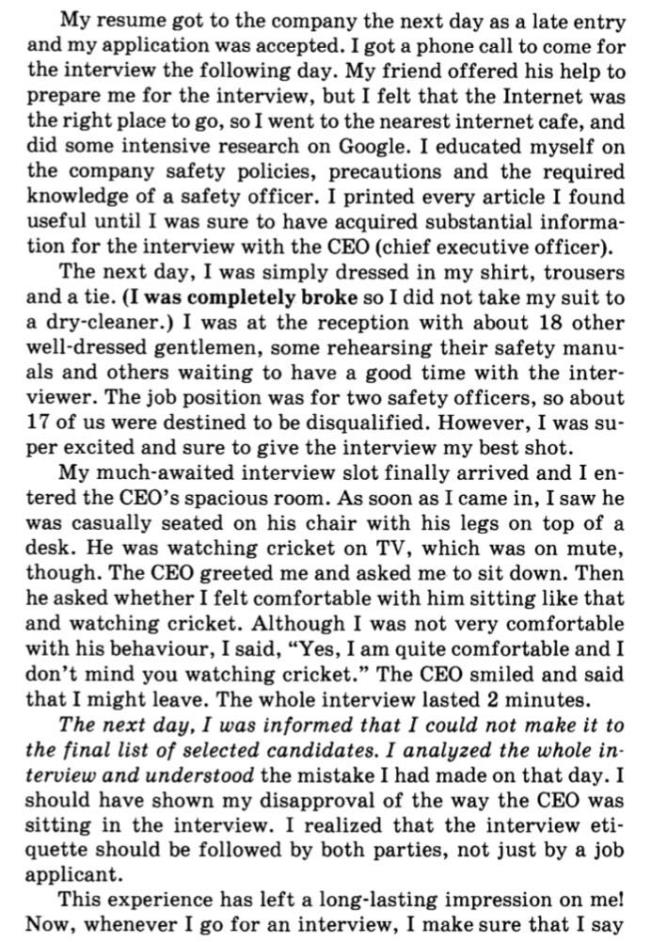 My resume got to the company the next day as a late entry
and my application was accepted. I got a phone call to come for
the interview the following day. My friend offered his help to
prepare me for the interview, but I felt that the Internet was
the right place to go, so I went to the nearest internet cafe, and
did some intensive research on Google. I educated myself on
the company safety policies, precautions and the required
knowledge of a safety officer. I printed every article I found
useful until I was sure to have acquired substantial informa-
tion for the interview with the CEO (chief executive officer).
The next day, I was simply dressed in my shirt, trousers
and a tie. (I was completely broke so I did not take my suit to
a dry-cleaner.) I was at the reception with about 18 other
well-dressed gentlemen, some rehearsing their safety manu-
als and others waiting to have a good time with the inter-
viewer. The job position was for two safety officers, so about
17 of us were destined to be disqualified. However, I was su-
per excited and sure to give the interview my best shot.
My much-awaited interview slot finally arrived and I en-
tered the CEO's spacious room. As soon as I came in, I saw he
was casually seated on his chair with his legs on top of a
desk. He was watching cricket on TV, which was on mute,
though. The CEO greeted me and asked me to sit down. Then
he asked whether I felt comfortable with him sitting like that
and watching cricket. Although I was not very comfortable
with his behaviour, I said, "Yes, I am quite comfortable and I
don't mind you watching cricket." The CEO smiled and said
that I might leave. The whole interview lasted 2 minutes.
The next day, I was informed that I could not make it to
the final list of selected candidates. I analyzed the whole in-
terview and understood the mistake I had made on that day. I
should have shown my disapproval of the way the CEO was
sitting in the interview. I realized that the interview eti-
quette should be followed by both parties, not just by a job
applicant.
This experience has left a long-lasting impression on me!
Now, whenever I go for an interview, I make sure that I say